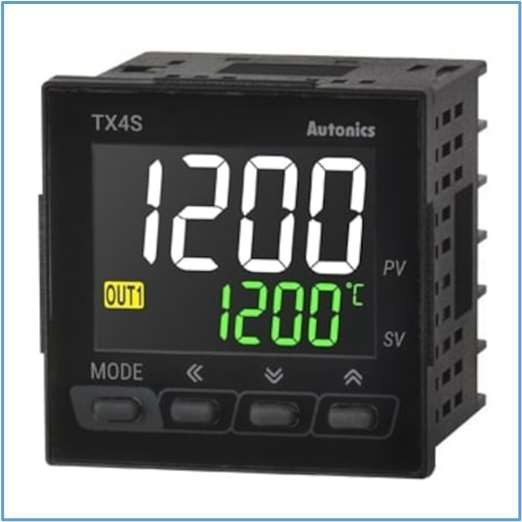 TX4S Autonics
1200
PV
OUT1 1200°C
SV
MODE